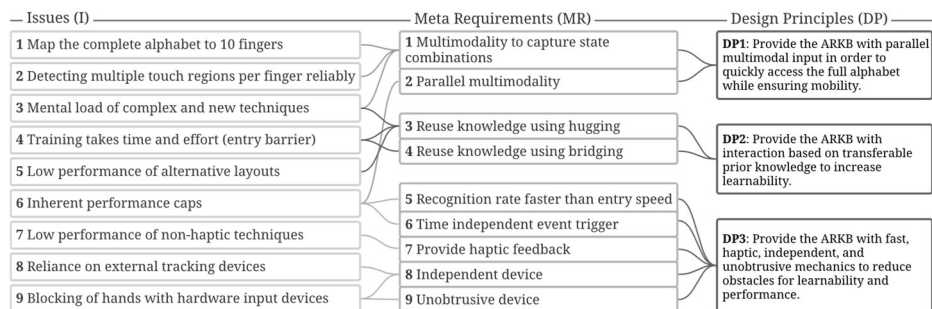 Issues (I)
1 Map the complete alphabet to 10 fingers
2 Detecting multiple touch regions per finger reliably
3 Mental load of complex and new techniques
4 Training takes time and effort (entry barrier)
5 Low performance of alternative layouts
6 Inherent performance caps
7 Low performance of non-haptic techniques
8 Reliance on external tracking devices
9 Blocking of hands with hardware input devices
Meta Requirements (MR)
1 Multimodality to capture state
combinations
2 Parallel multimodality
3 Reuse knowledge using hugging
4 Reuse knowledge using bridging
5 Recognition rate faster than entry speed
6 Time independent event trigger
7 Provide haptic feedback
8 Independent device
9 Unobtrusive device
Design Principles (DP)
DP1: Provide the ARKB with parallel
multimodal input in order to
quickly access the full alphabet
while ensuring mobility.
DP2: Provide the ARKB with
interaction based on transferable
prior knowledge to increase
learnability.
DP3: Provide the ARKB with fast,
haptic, independent, and
unobtrusive mechanics to reduce
obstacles for learnability and
performance.